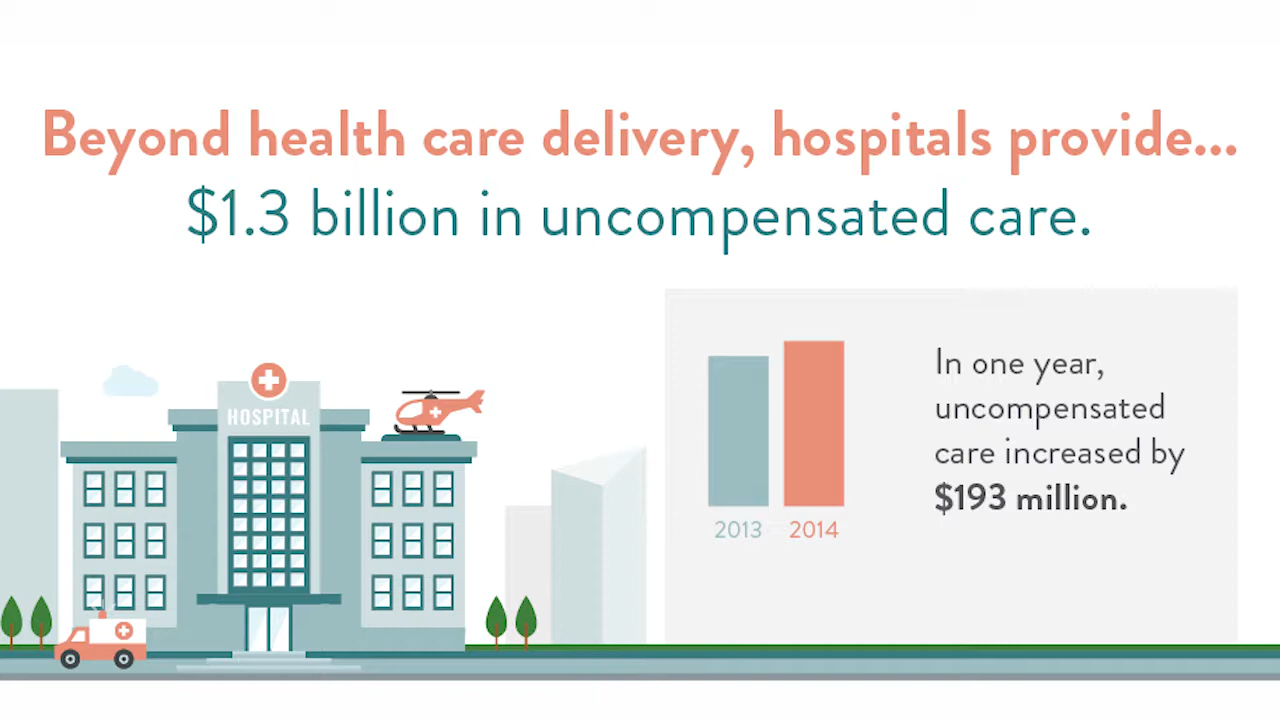 Beyond health care delivery, hospitals provide...
$1.3 billion in uncompensated care.
HOSPITAL
In one year,
uncompensated
care increased by
$193 million.
2013 2014